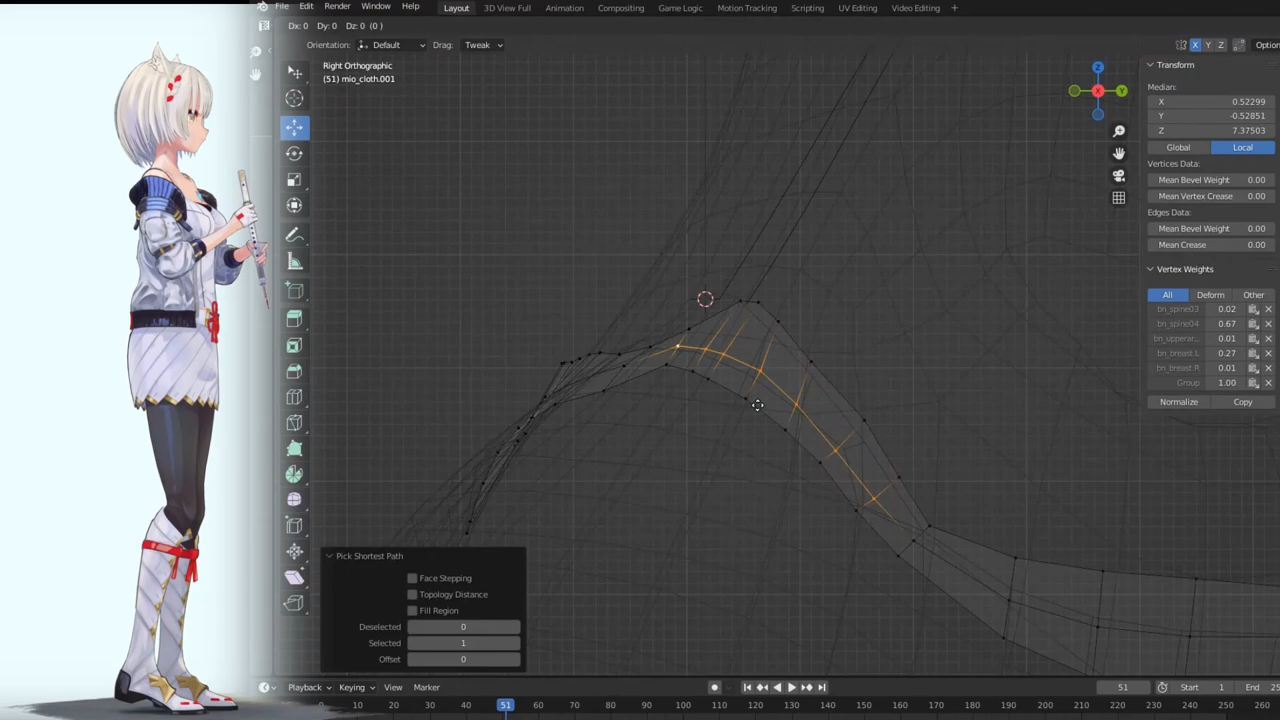 File Edit Render Window Help Layout 3D View Full Animation Compositing Game Logic Motion Tracking Scripting UV Editing Video Editing +
Dx: 0 Dy: 0 Dz: 0 (0 )
Orientation: Default Drag: Tweak X Y Z
Right Orthographic
(51) mio_cloth.001
Z
X
Y
Transform
Median:
X 0.52299
Y -0.52851
Z 7.37503
Global Local
Vertices Data:
Mean Bevel Weight 0.00
Mean Vertex Crease 0.00
Edges Data:
Mean Bevel Weight 0.00
Mean Crease 0.00
Vertex Weights
All Deform Other
bn_spine03 0.02
bn_spine04 0.67
bn_upperar... 0.01
bn_breast.L 0.27
bn_breast.R 0.01
Group 1.00
Normalize Copy
Pick Shortest Path
Face Stepping
Topology Distance
Fill Region
Deselected 0
Selected 1
Offset 0
Playback Keying View Marker 51 Start 1 End
0 10 20 30 40 51 60 70 80 90 100 110 120 130 140 150 160 170 180 190 200 210 220 230 240 250 260